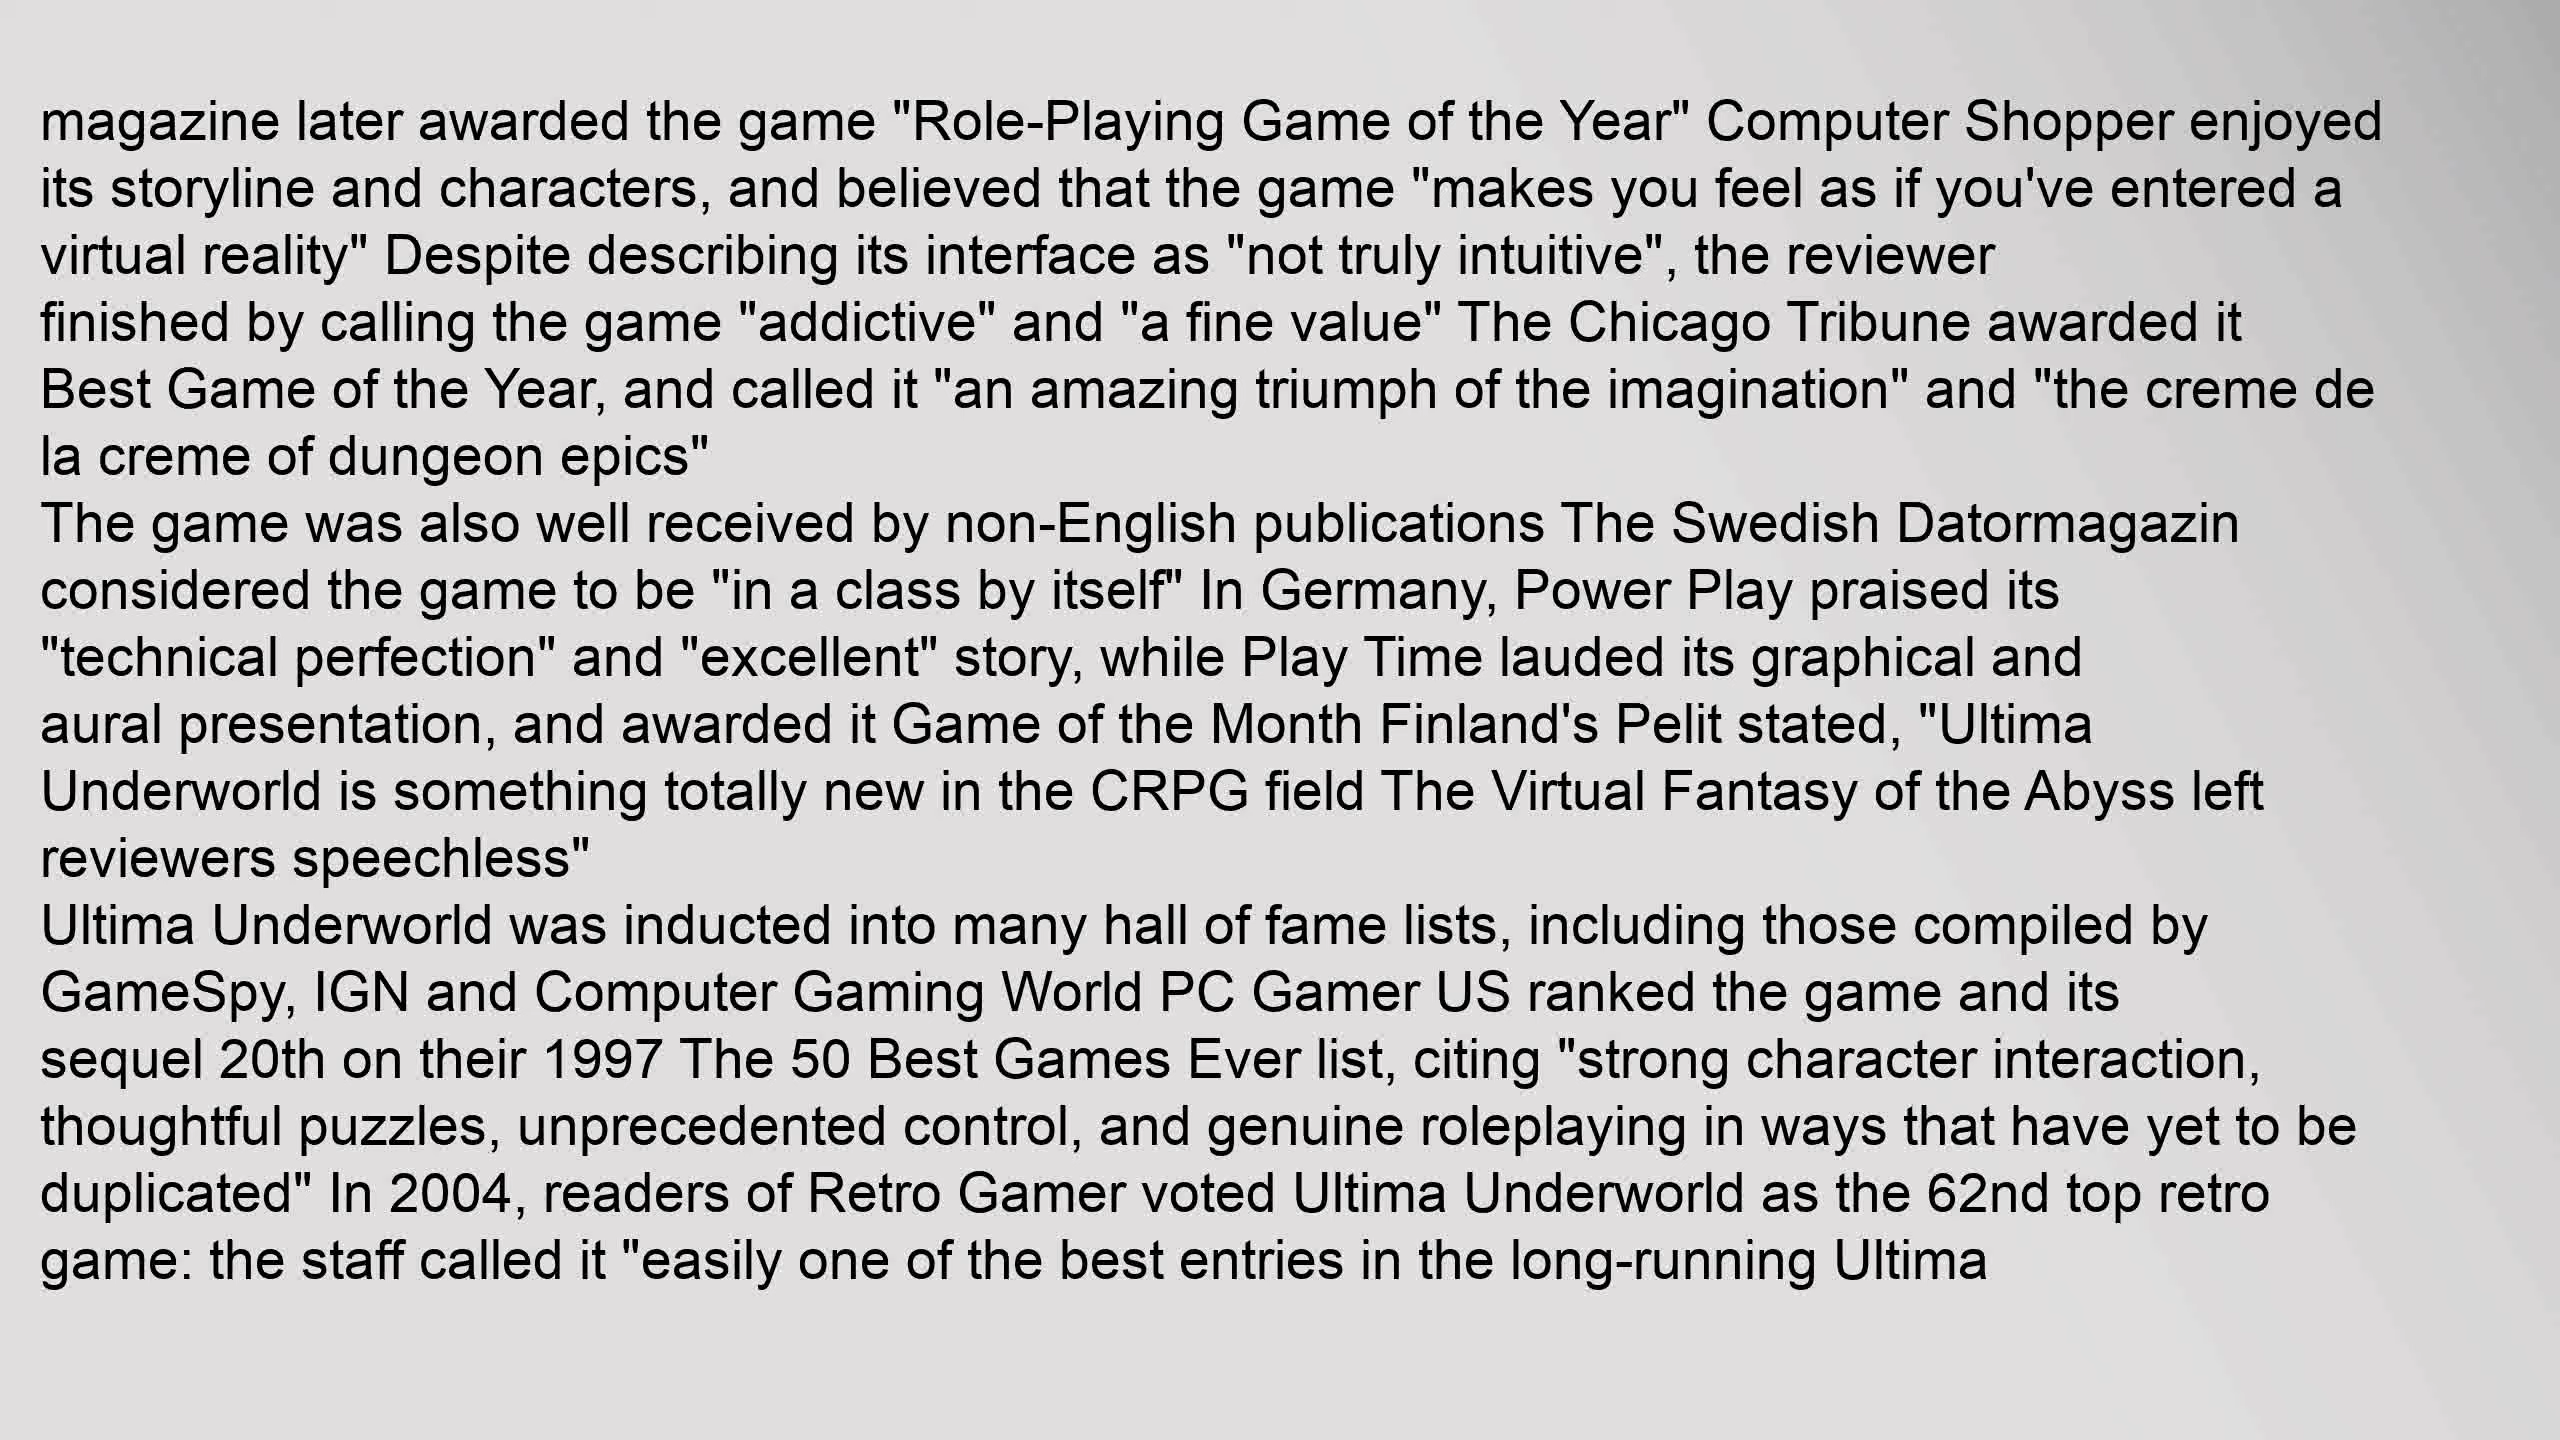 magazine later awarded the game "Role-Playing Game of the Year" Computer Shopper enjoyed
its storyline and characters, and believed that the game "makes you feel as if you've entered a
virtual reality" Despite describing its interface as "not truly intuitive", the reviewer
finished by calling the game "addictive" and "a fine value" The Chicago Tribune awarded it
Best Game of the Year, and called it "an amazing triumph of the imagination" and "the creme de
la creme of dungeon epics"
The game was also well received by non-English publications The Swedish Datormagazin
considered the game to be "in a class by itself" In Germany, Power Play praised its
"technical perfection" and "excellent" story, while Play Time lauded its graphical and
aural presentation, and awarded it Game of the Month Finland's Pelit stated, "Ultima
Underworld is something totally new in the CRPG field The Virtual Fantasy of the Abyss left
reviewers speechless"
Ultima Underworld was inducted into many hall of fame lists, including those compiled by
GameSpy, IGN and Computer Gaming World PC Gamer US ranked the game and its
sequel 20th on their 1997 The 50 Best Games Ever list, citing "strong character interaction,
thoughtful puzzles, unprecedented control, and genuine roleplaying in ways that have yet to be
duplicated" In 2004, readers of Retro Gamer voted Ultima Underworld as the 62nd top retro
game: the staff called it "easily one of the best entries in the long-running Ultima